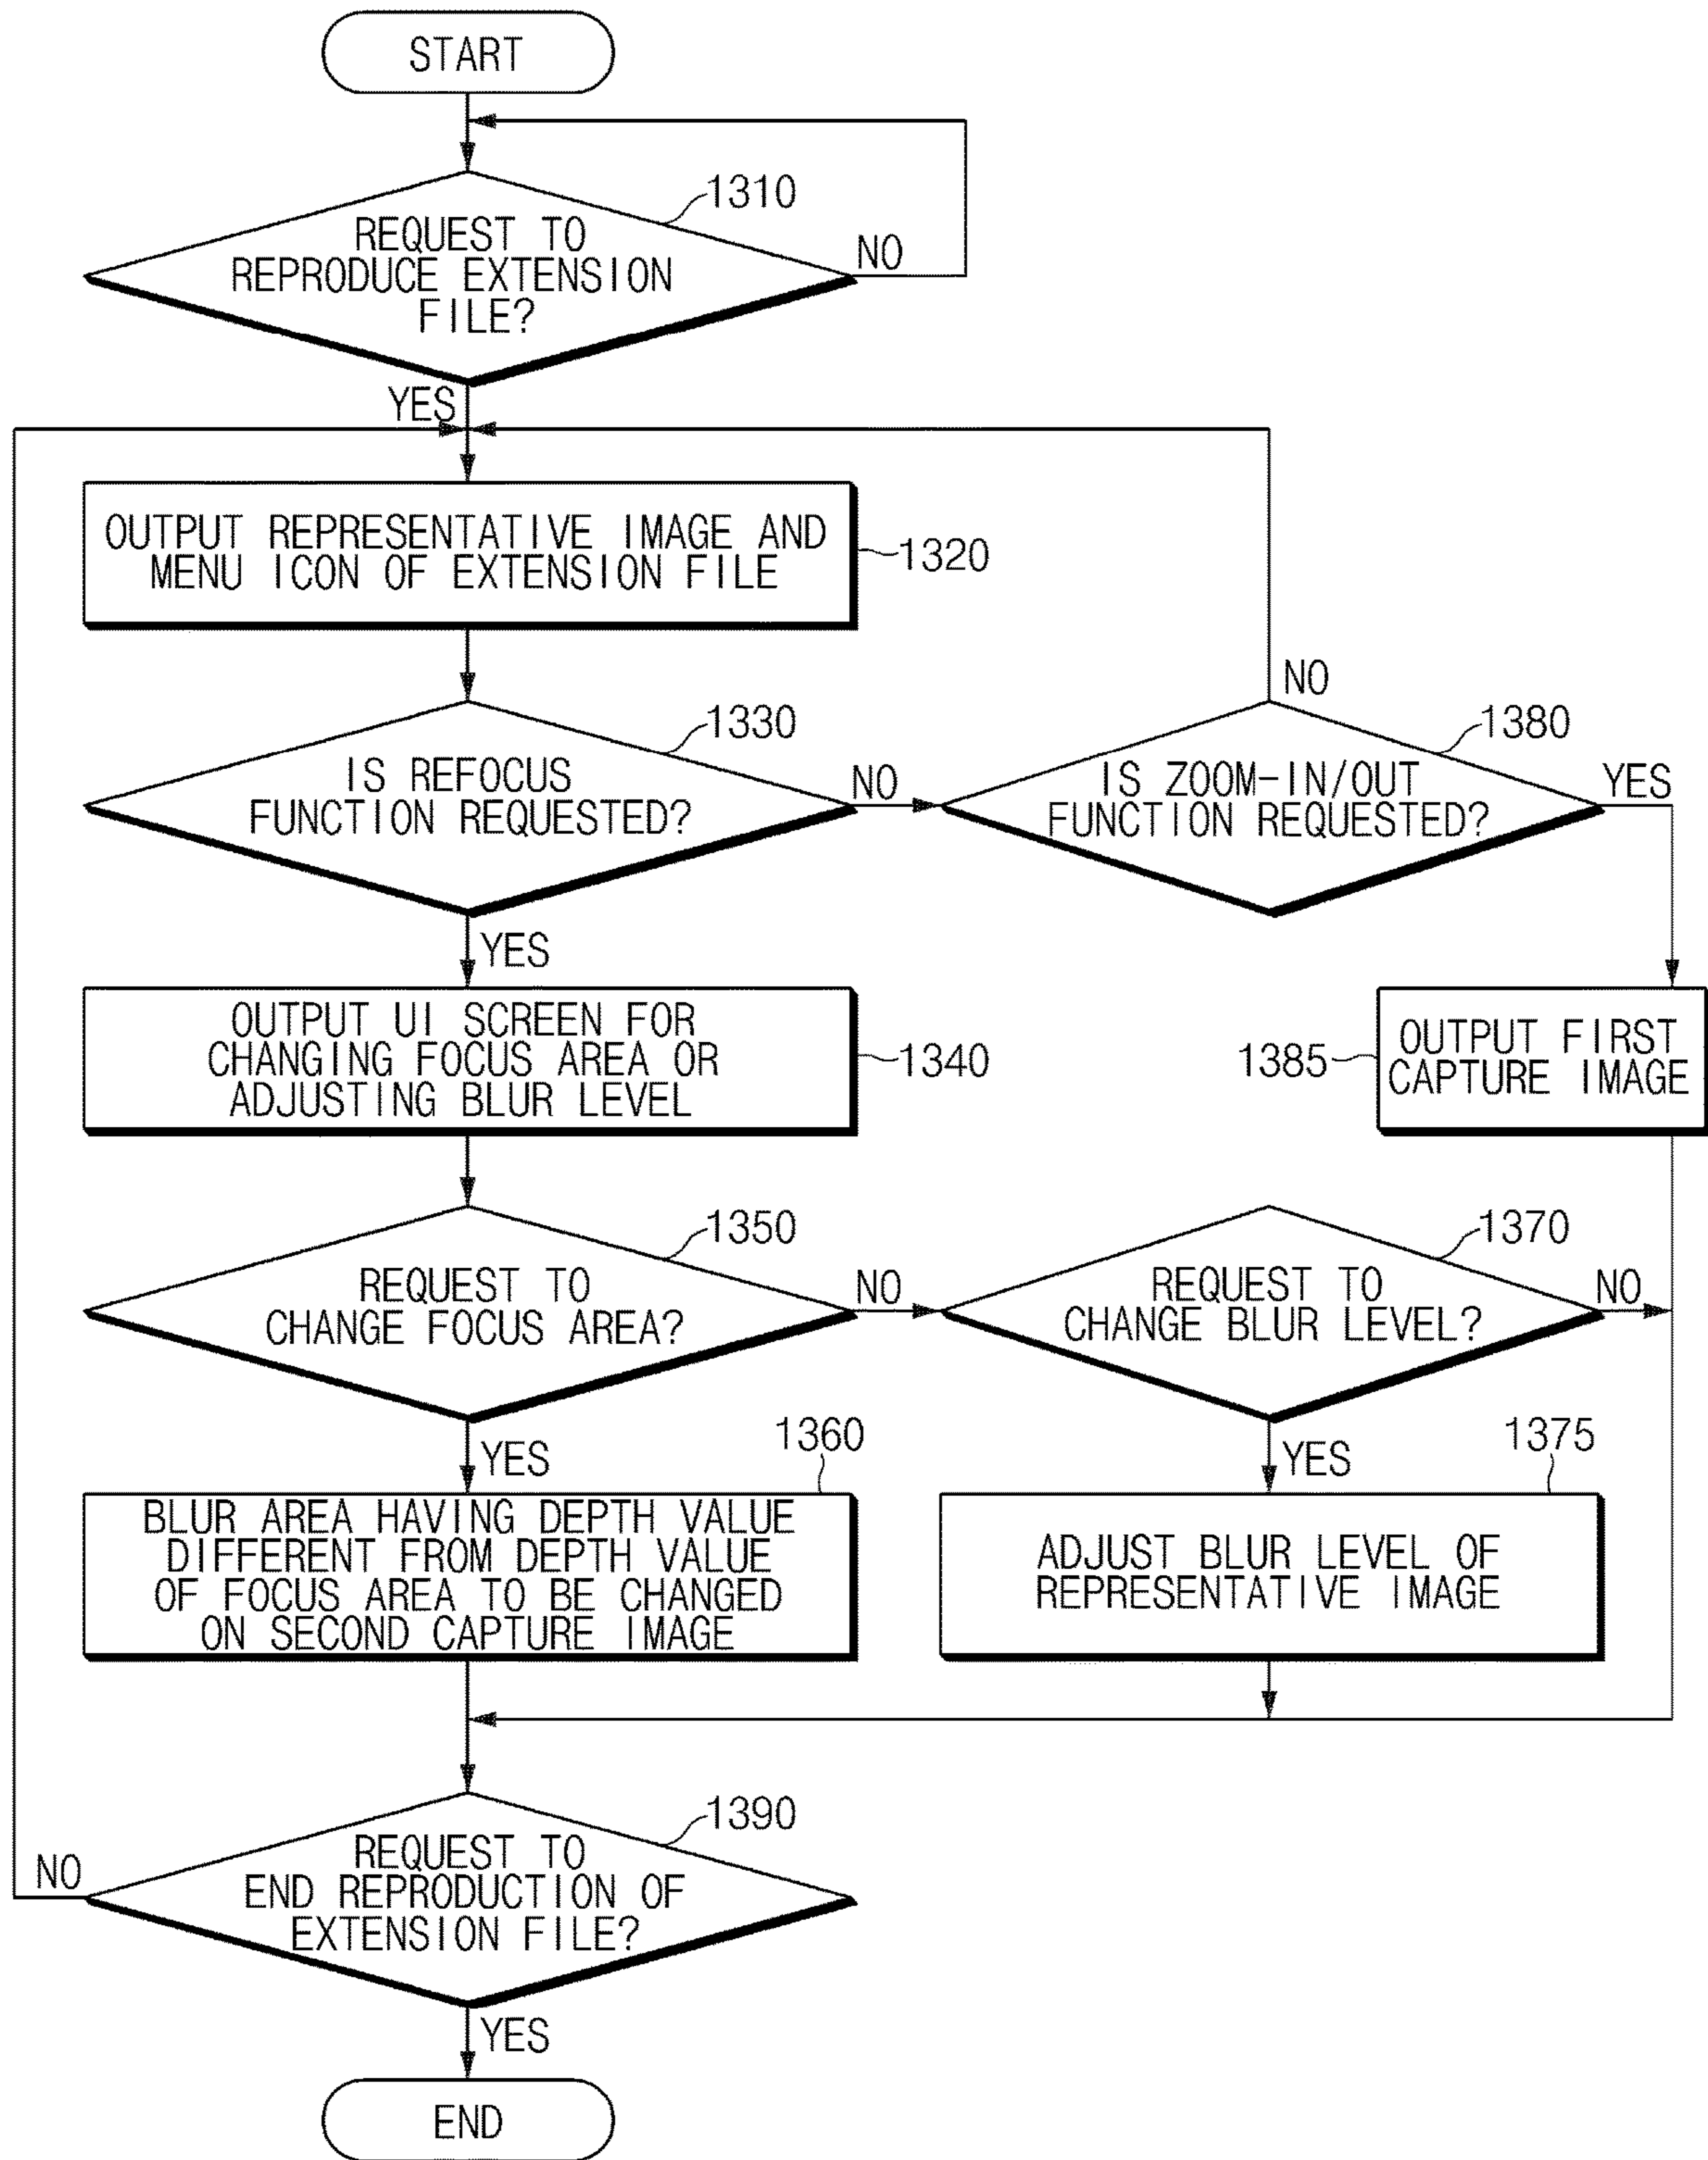 START
1310
REQUEST TO
REPRODUCE EXTENSION
FILE?
NO
YES
OUTPUT REPRESENTATIVE IMAGE AND
MENU ICON OF EXTENSION FILE
1320
NO
1330
IS REFOCUS
FUNCTION REQUESTED?
NO
1380
IS ZOOM-IN/OUT
FUNCTION REQUESTED?
YES
YES
OUTPUT UI SCREEN FOR
CHANGING FOCUS AREA OR
ADJUSTING BLUR LEVEL
1340
1385
OUTPUT FIRST
CAPTURE IMAGE
1350
REQUEST TO
CHANGE FOCUS AREA?
NO
1370
REQUEST TO
CHANGE BLUR LEVEL?
NO
YES
1360
YES
1375
BLUR AREA HAVING DEPTH VALUE
DIFFERENT FROM DEPTH VALUE
OF FOCUS AREA TO BE CHANGED
ON SECOND CAPTURE IMAGE
ADJUST BLUR LEVEL OF
REPRESENTATIVE IMAGE
1390
REQUEST TO
END REPRODUCTION OF
EXTENSION FILE?
NO
YES
END